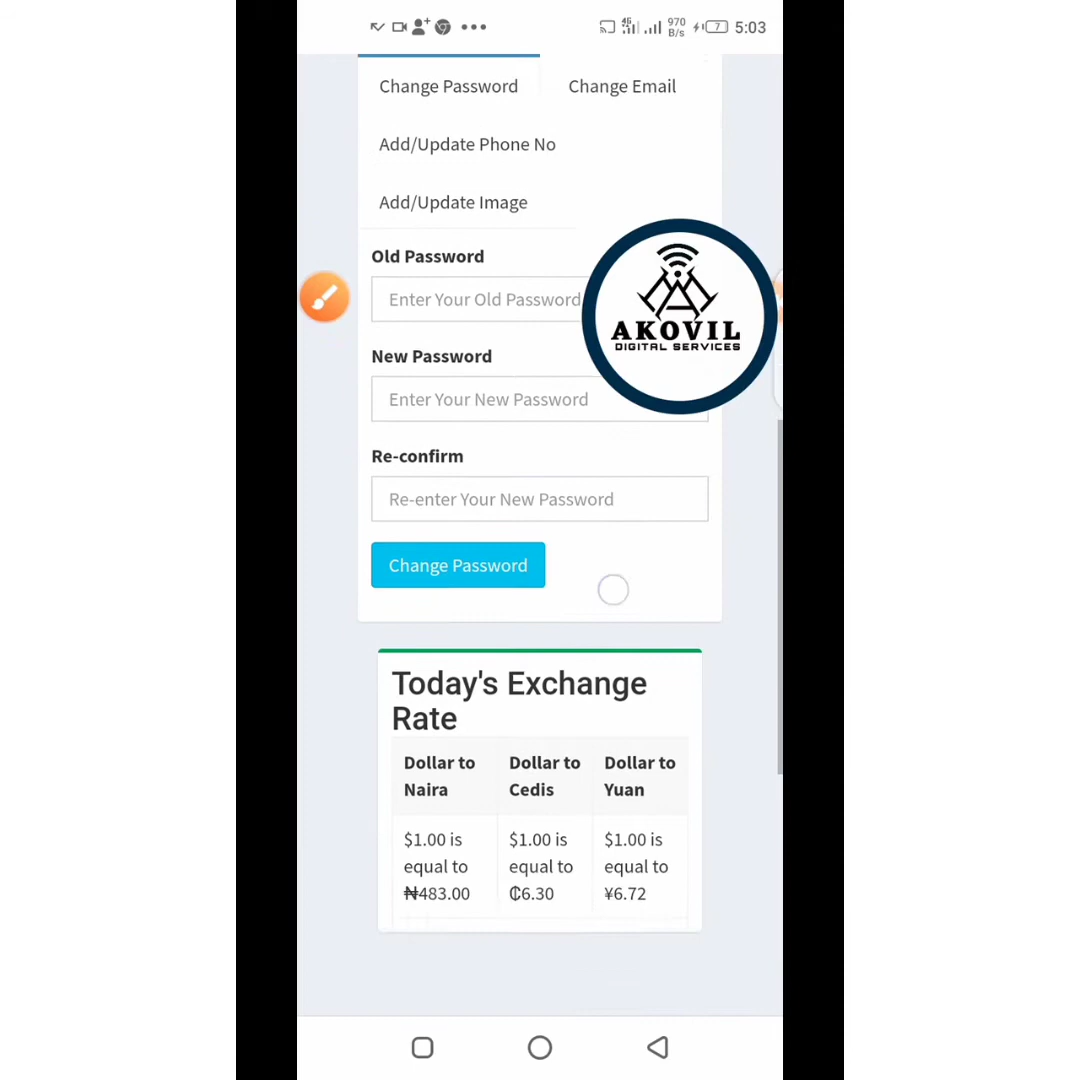 4G 970 B/s 7 5:03
Change Password Change Email
Add/Update Phone No
Add/Update Image
Old Password
Enter Your Old Password
AKOVIL
DIGITAL SERVICES
New Password
Enter Your New Password
Re-confirm
Re-enter Your New Password
Change Password
Today's Exchange
Rate
Dollar to Dollar to Dollar to
Naira Cedis Yuan
$1.00 is $1.00 is $1.00 is
equal to equal to equal to
₦483.00 ₵6.30 ¥6.72